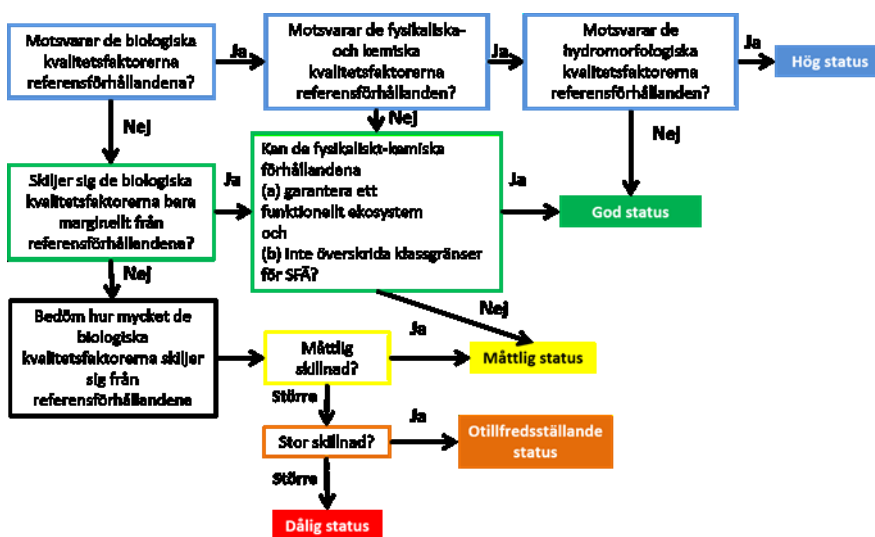 Motsvarar de biologiska
kvalitetsfaktorerna
referensförhållandena?
Ja
Motsvarar de fysikaliska-
och kemiska
kvalitetsfaktorerna
referensförhållanden?
Ja
Motsvarar de
hydromorfologiska
kvalitetsfaktorerna
referensförhållanden?
Ja
Hög status
Nej
Nej
Nej
Skiljer sig de biologiska
kvalitetsfaktorerna bara
marginellt från
referensförhållandena?
Ja
Kan de fysikaliskt-kemiska
förhållandena
(a) garantera ett
funktionellt ekosystem
och
(b) inte överskrida klassgränser
för SFÄ?
Ja
God status
Nej
Nej
Bedöm hur mycket de
biologiska
kvalitetsfaktorerna skiljer
sig från
referensförhållandena
Måttlig
skillnad?
Ja
Måttlig status
Större
Stor skillnad?
Ja
Otillfredsställande
status
Större
Dålig status